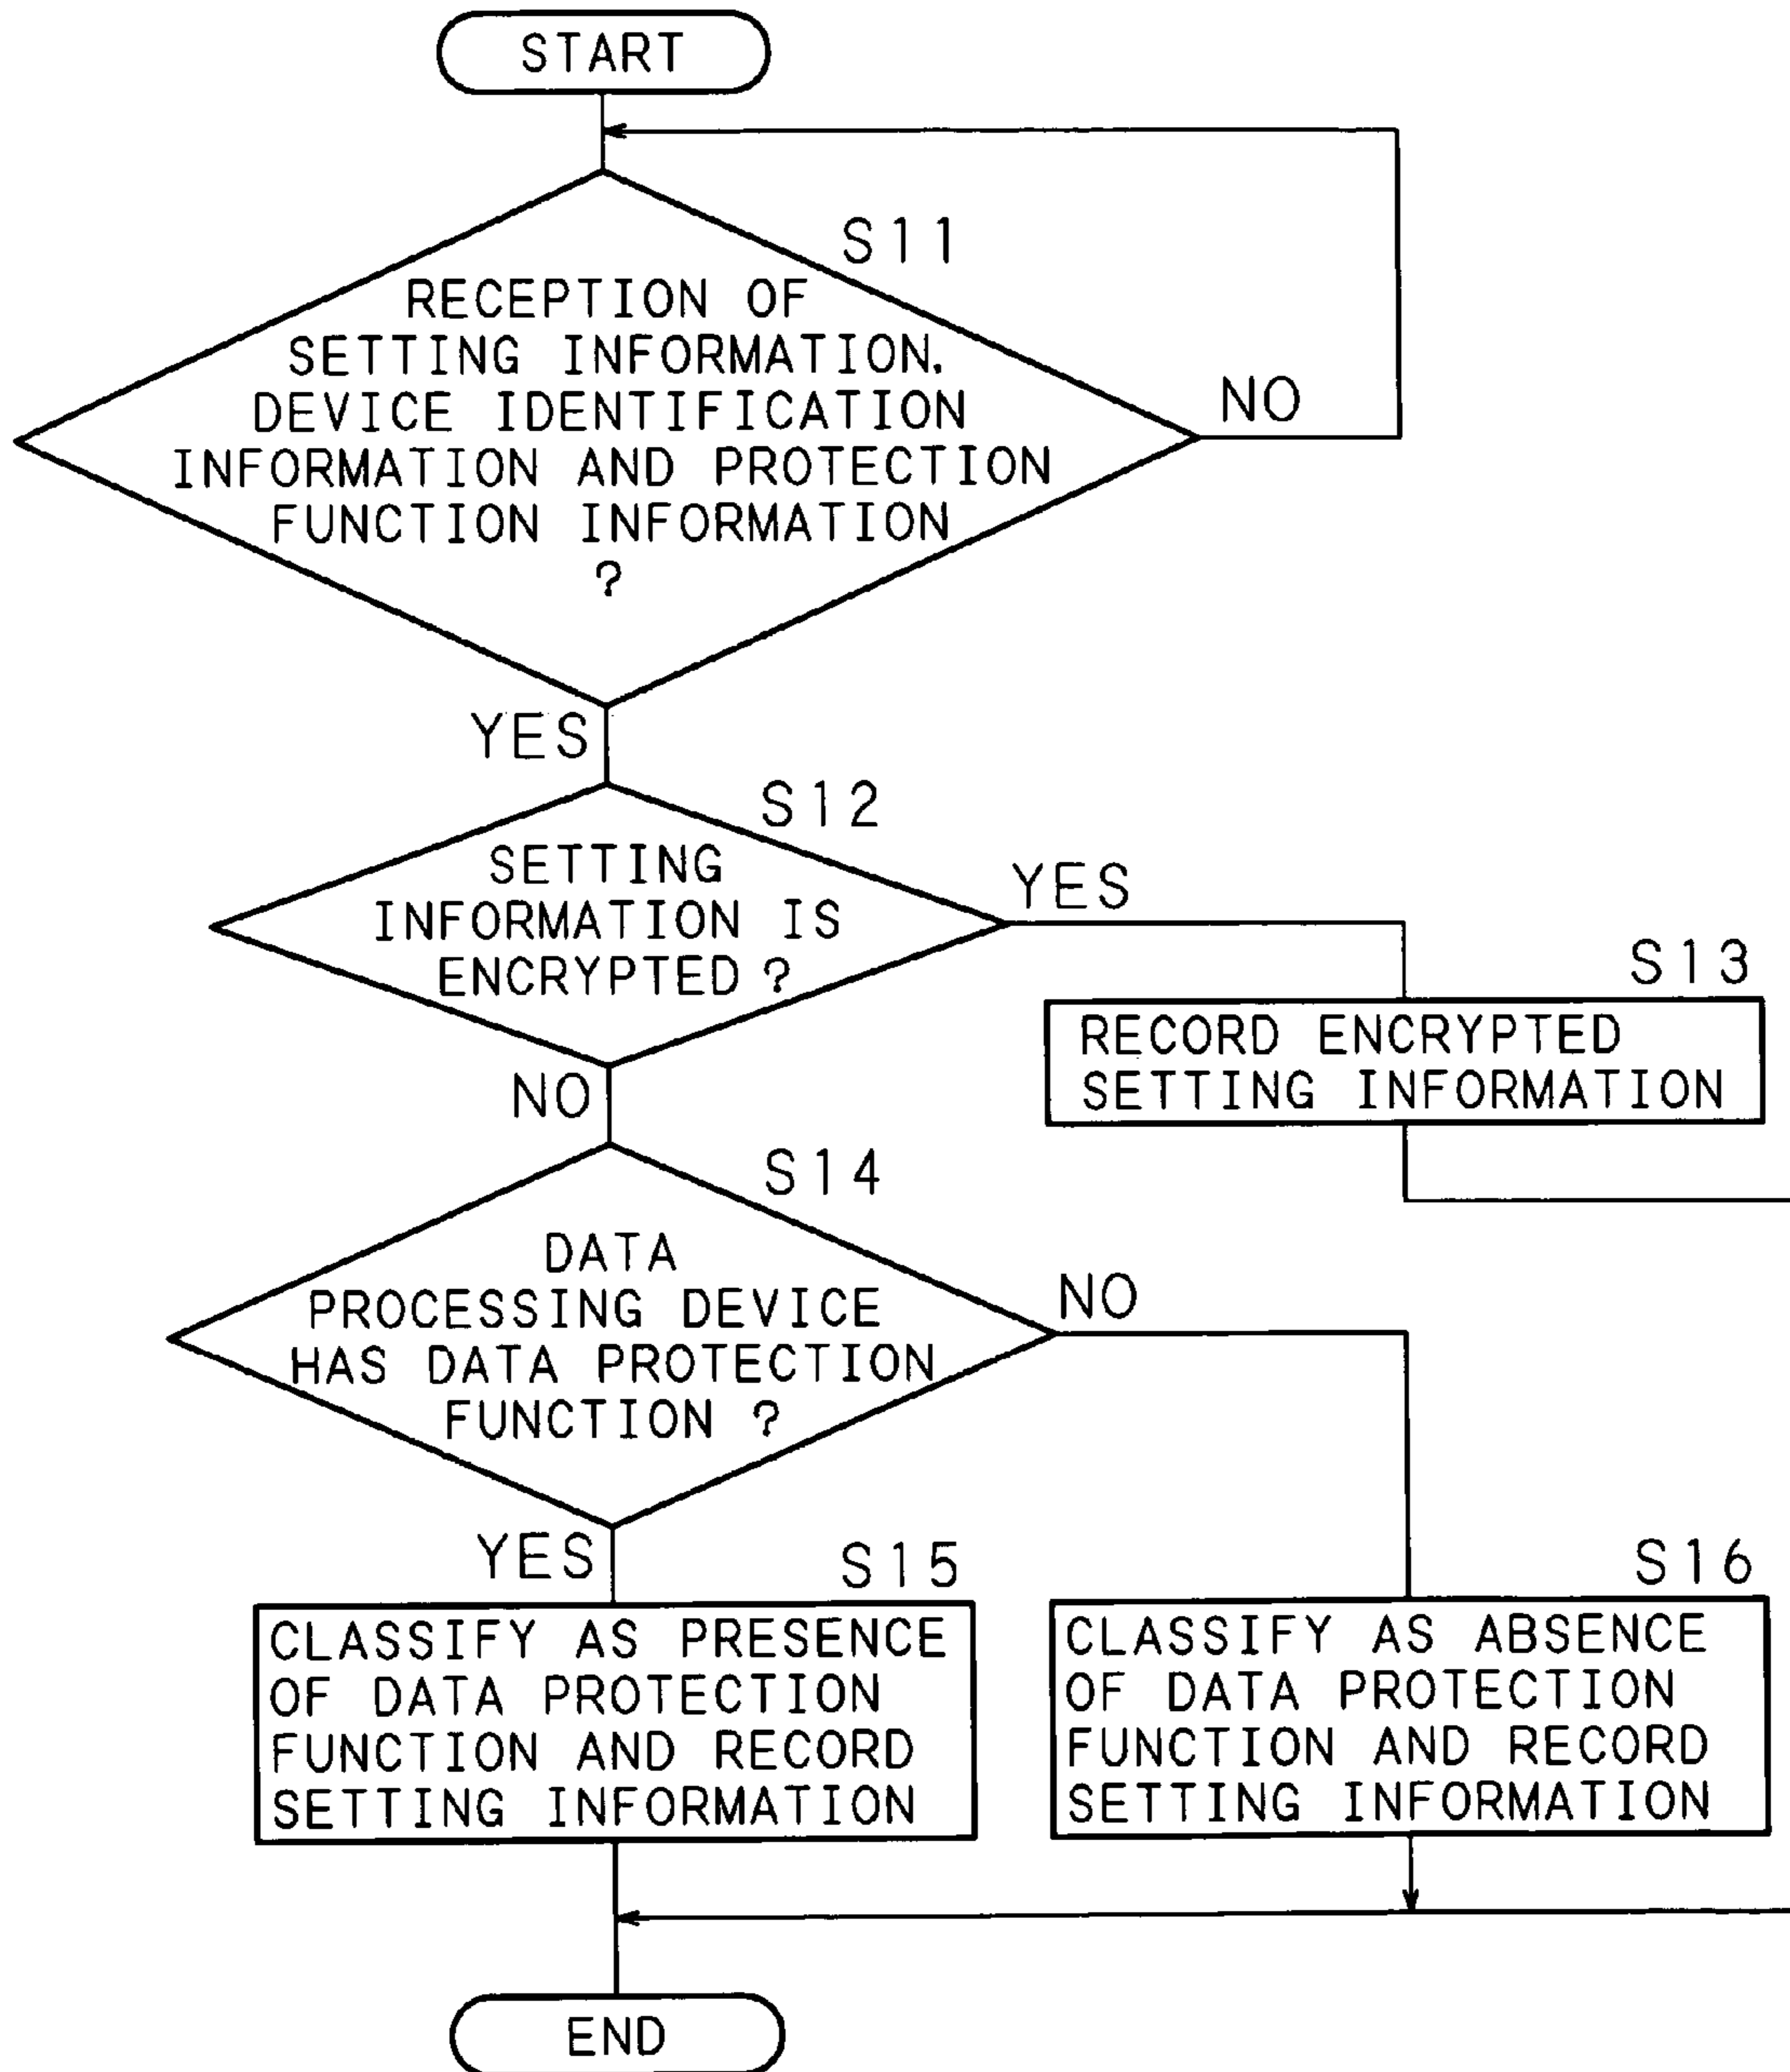 START
S11
RECEPTION OF
SETTING INFORMATION.
DEVICE IDENTIFICATION
INFORMATION AND PROTECTION
FUNCTION INFORMATION
?
NO
YES
S12
SETTING
INFORMATION IS
ENCRYPTED ?
YES
S13
RECORD ENCRYPTED
SETTING INFORMATION
NO
S14
DATA
PROCESSING DEVICE
HAS DATA PROTECTION
FUNCTION ?
NO
YES
S15
CLASSIFY AS PRESENCE
OF DATA PROTECTION
FUNCTION AND RECORD
SETTING INFORMATION
S16
CLASSIFY AS ABSENCE
OF DATA PROTECTION
FUNCTION AND RECORD
SETTING INFORMATION
END